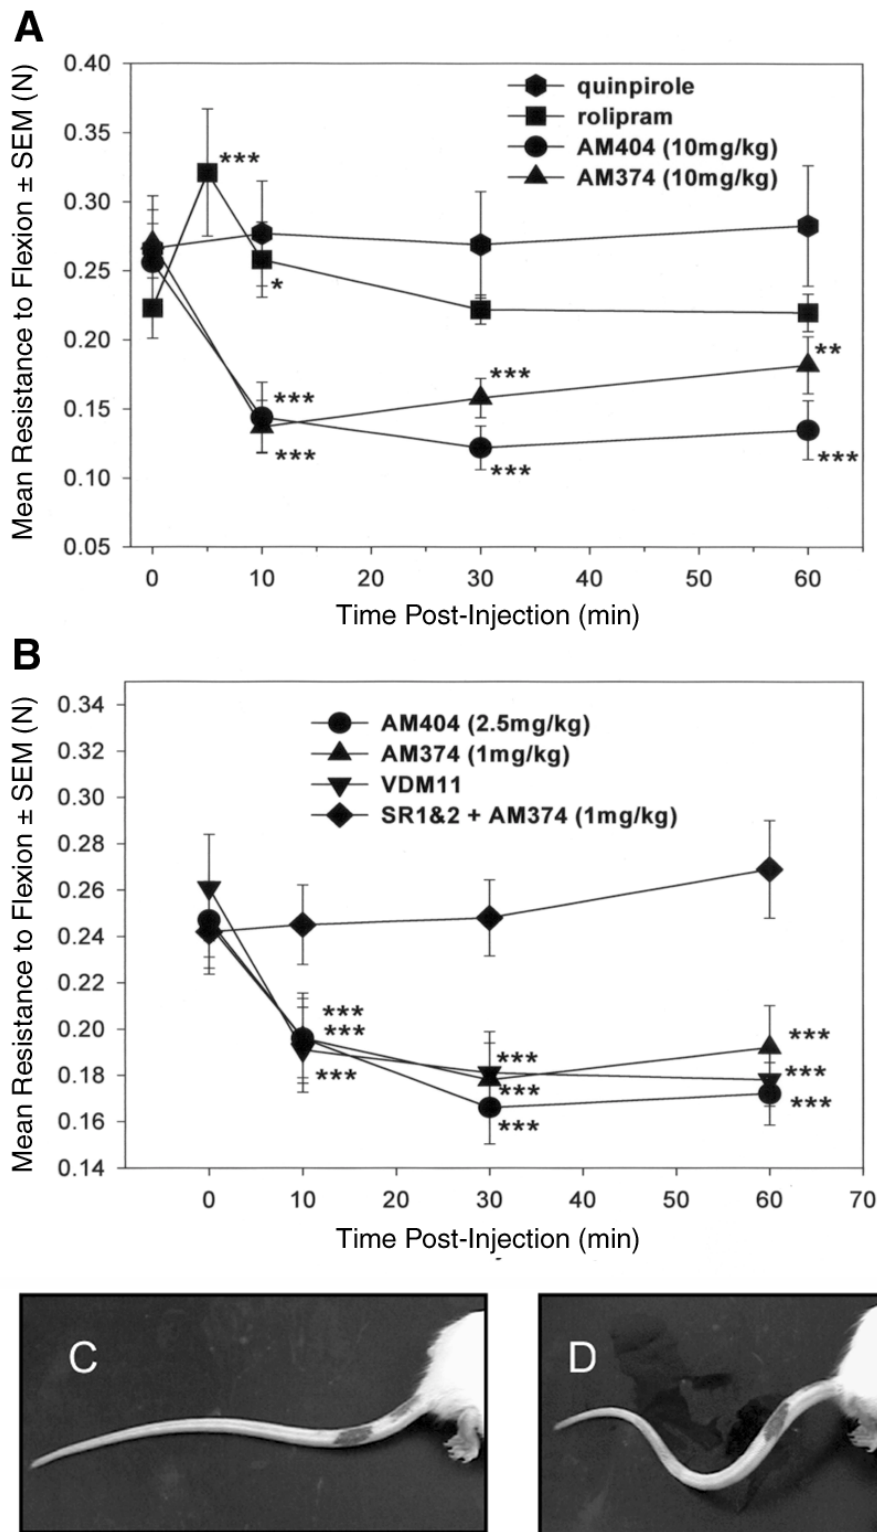 A
Mean Resistance to Flexion ± SEM (N)
0.40
0.35
0.30
0.25
0.20
0.15
0.10
0.05
quinpirole
rolipram
AM404 (10mg/kg)
AM374 (10mg/kg)
***
*
***
***
***
***
**
***
0 10 20 30 40 50 60
Time Post-Injection (min)
B
Mean Resistance to Flexion ± SEM (N)
0.34
0.32
0.30
0.28
0.26
0.24
0.22
0.20
0.18
0.16
0.14
AM404 (2.5mg/kg)
AM374 (1mg/kg)
VDM11
SR1&2 + AM374 (1mg/kg)
***
***
***
***
***
***
***
***
***
0 10 20 30 40 50 60 70
Time Post-Injection (min)
C
D